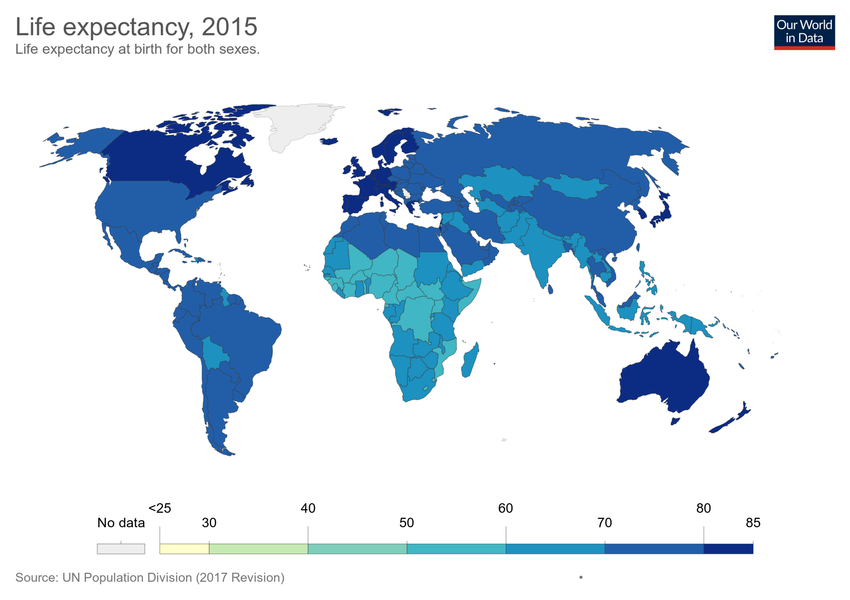 Life expectancy, 2015
Life expectancy at birth for both sexes.
Our World
in Data
<25 40 60 80
No data 30 50 70 85
Source: UN Population Division (2017 Revision)